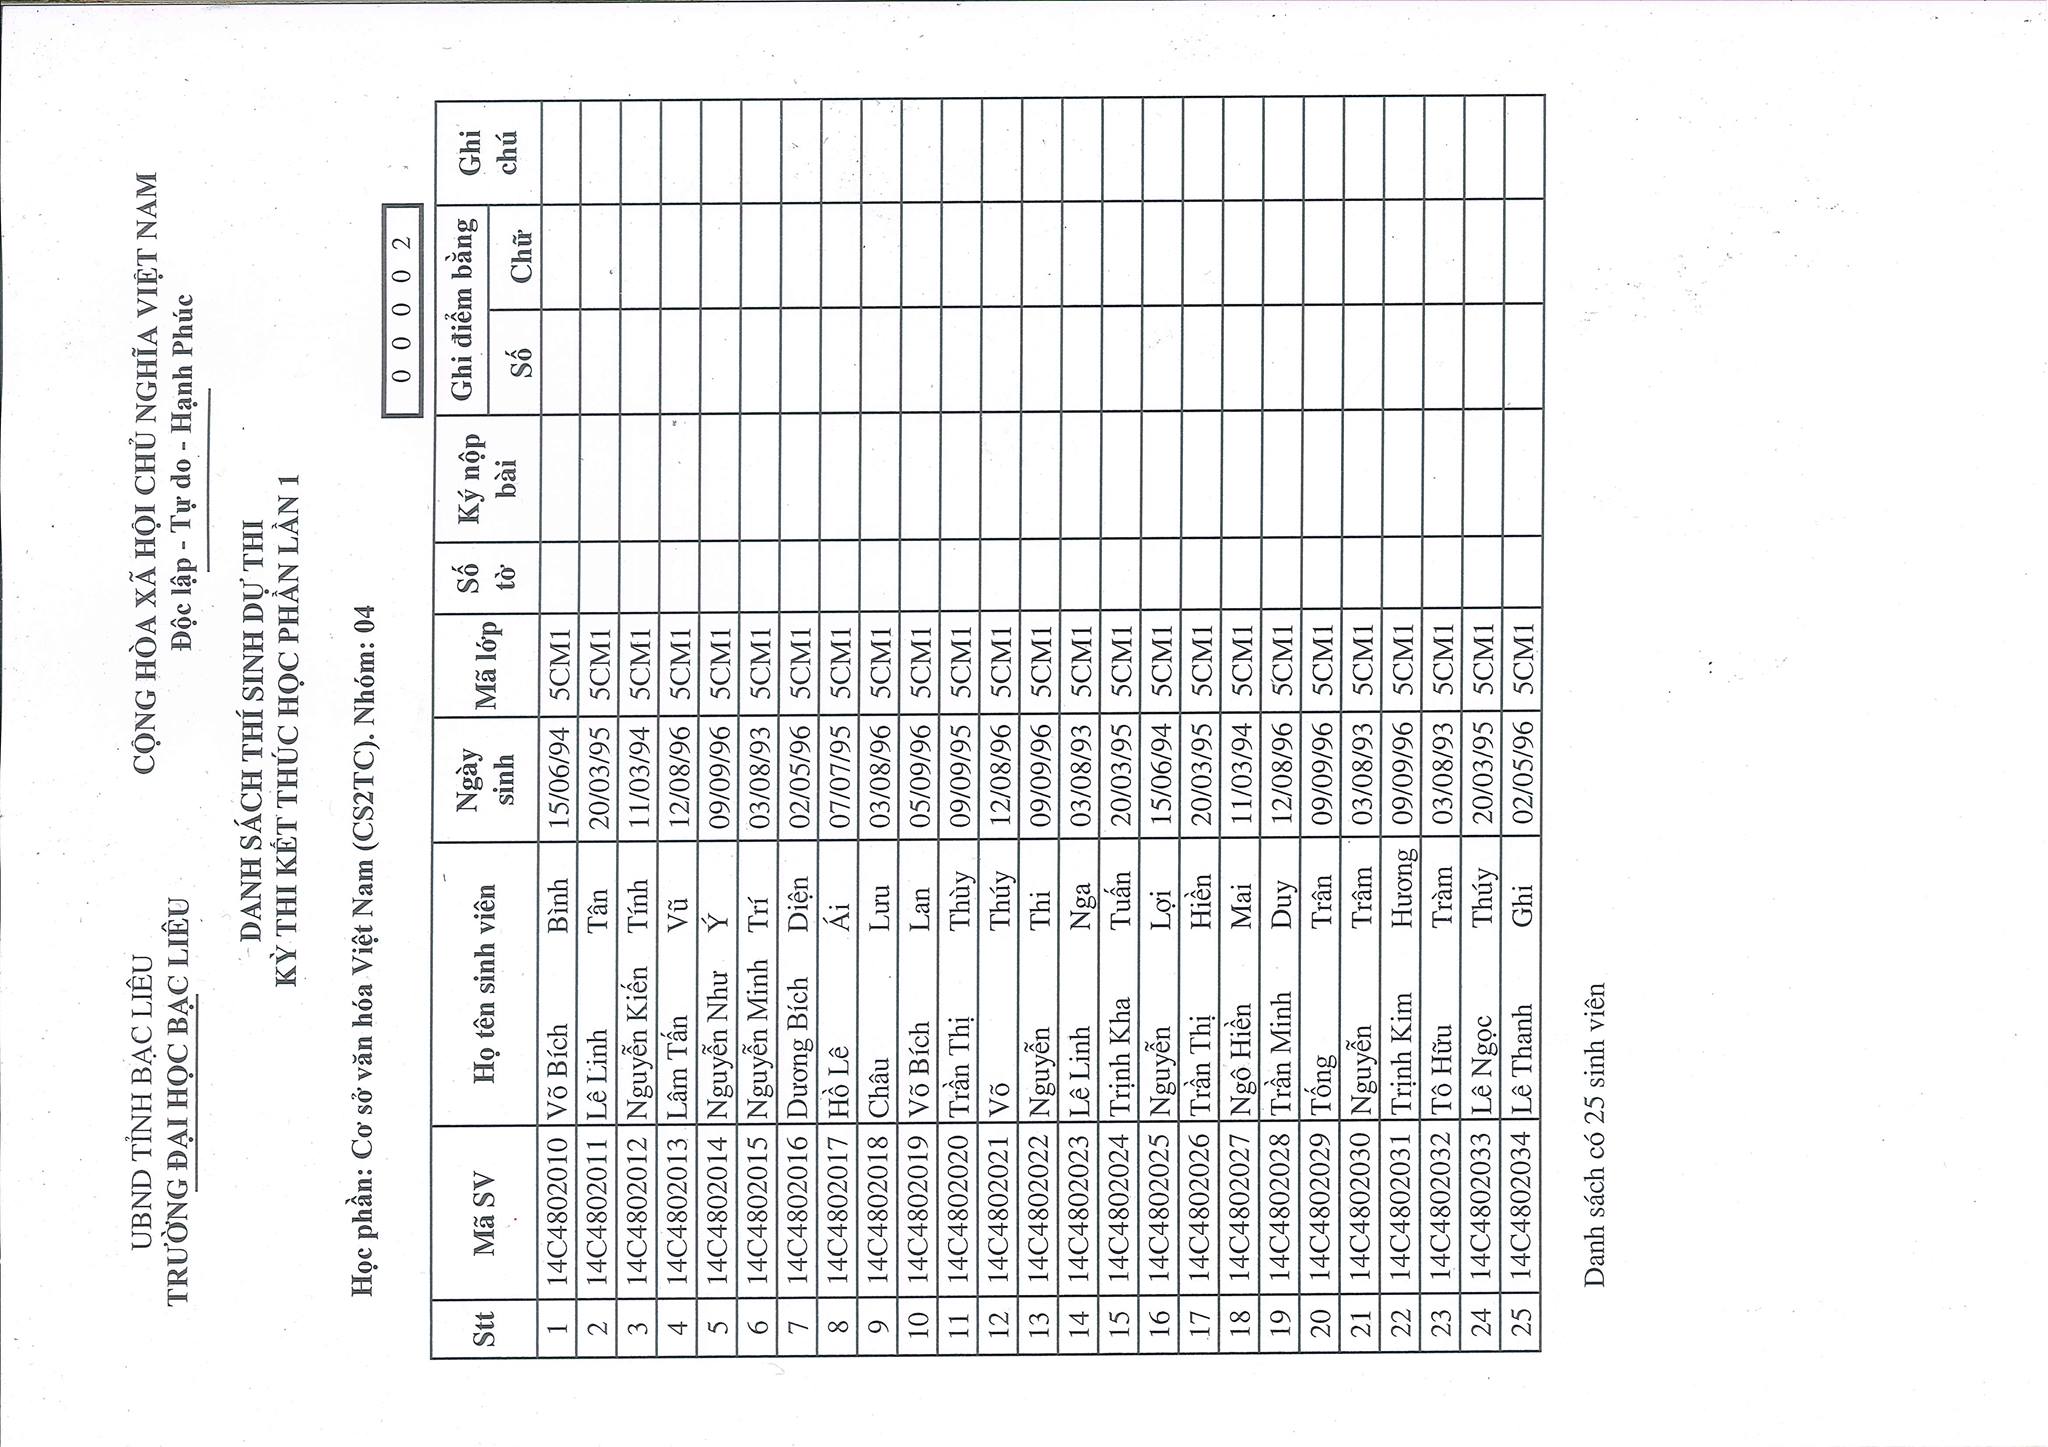 UBND TỈNH BẠC LIÊU
TRƯỜNG ĐẠI HỌC BẠC LIÊU
CỘNG HÒA XÃ HỘI CHỦ NGHĨA VIỆT NAM
Độc lập - Tự do - Hạnh Phúc
DANH SÁCH THÍ SINH DỰ THI
KỲ THI KẾT THÚC HỌC PHẦN LẦN 1
Học phần: Cơ sở văn hóa Việt Nam (CS2TC). Nhóm: 04
0 0 0 0 0 2
Stt Mã SV Họ tên sinh viên Ngày sinh Mã lớp Số tờ Ký nộp bài Ghi điểm bằng Ghi chú
Số Chữ
1 14C4802010 Võ Bích Bình 15/06/94 5CM1
2 14C4802011 Lê Linh Tân 20/03/95 5CM1
3 14C4802012 Nguyễn Kiến Tính 11/03/94 5CM1
4 14C4802013 Lâm Tấn Vũ 12/08/96 5CM1
5 14C4802014 Nguyễn Như Ý 09/09/96 5CM1
6 14C4802015 Nguyễn Minh Trí 03/08/93 5CM1
7 14C4802016 Dương Bích Diện 02/05/96 5CM1
8 14C4802017 Hồ Lê Ái 07/07/95 5CM1
9 14C4802018 Châu Lưu 03/08/96 5CM1
10 14C4802019 Võ Bích Lan 05/09/96 5CM1
11 14C4802020 Trần Thị Thùy 09/09/95 5CM1
12 14C4802021 Võ Thúy 12/08/96 5CM1
13 14C4802022 Nguyễn Thi 09/09/96 5CM1
14 14C4802023 Lê Linh Nga 03/08/93 5CM1
15 14C4802024 Trịnh Kha Tuấn 20/03/95 5CM1
16 14C4802025 Nguyễn Lợi 15/06/94 5CM1
17 14C4802026 Trần Thị Hiền 20/03/95 5CM1
18 14C4802027 Ngô Hiền Mai 11/03/94 5CM1
19 14C4802028 Trần Minh Duy 12/08/96 5CM1
20 14C4802029 Tống Trân 09/09/96 5CM1
21 14C4802030 Nguyễn Trâm 03/08/93 5CM1
22 14C4802031 Trịnh Kim Hương 09/09/96 5CM1
23 14C4802032 Tô Hữu Tràm 03/08/93 5CM1
24 14C4802033 Lê Ngọc Thúy 20/03/95 5CM1
25 14C4802034 Lê Thanh Ghi 02/05/96 5CM1
Danh sách có 25 sinh viên